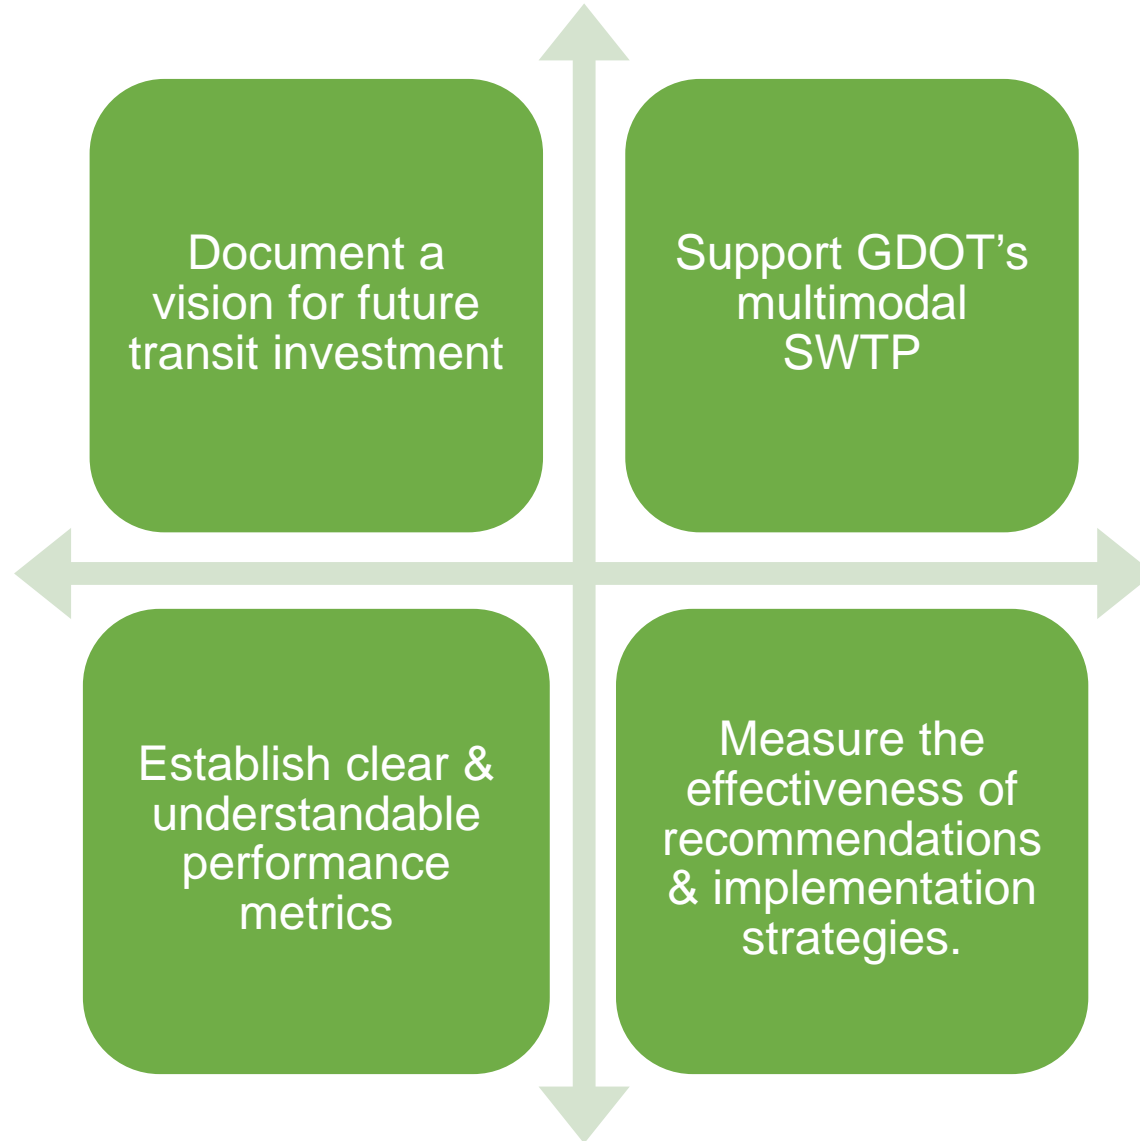 Document a
vision for future
transit investment
Support GDOT’s
multimodal
SWTP
Establish clear &
understandable
performance
metrics
Measure the
effectiveness of
recommendations
& implementation
strategies.